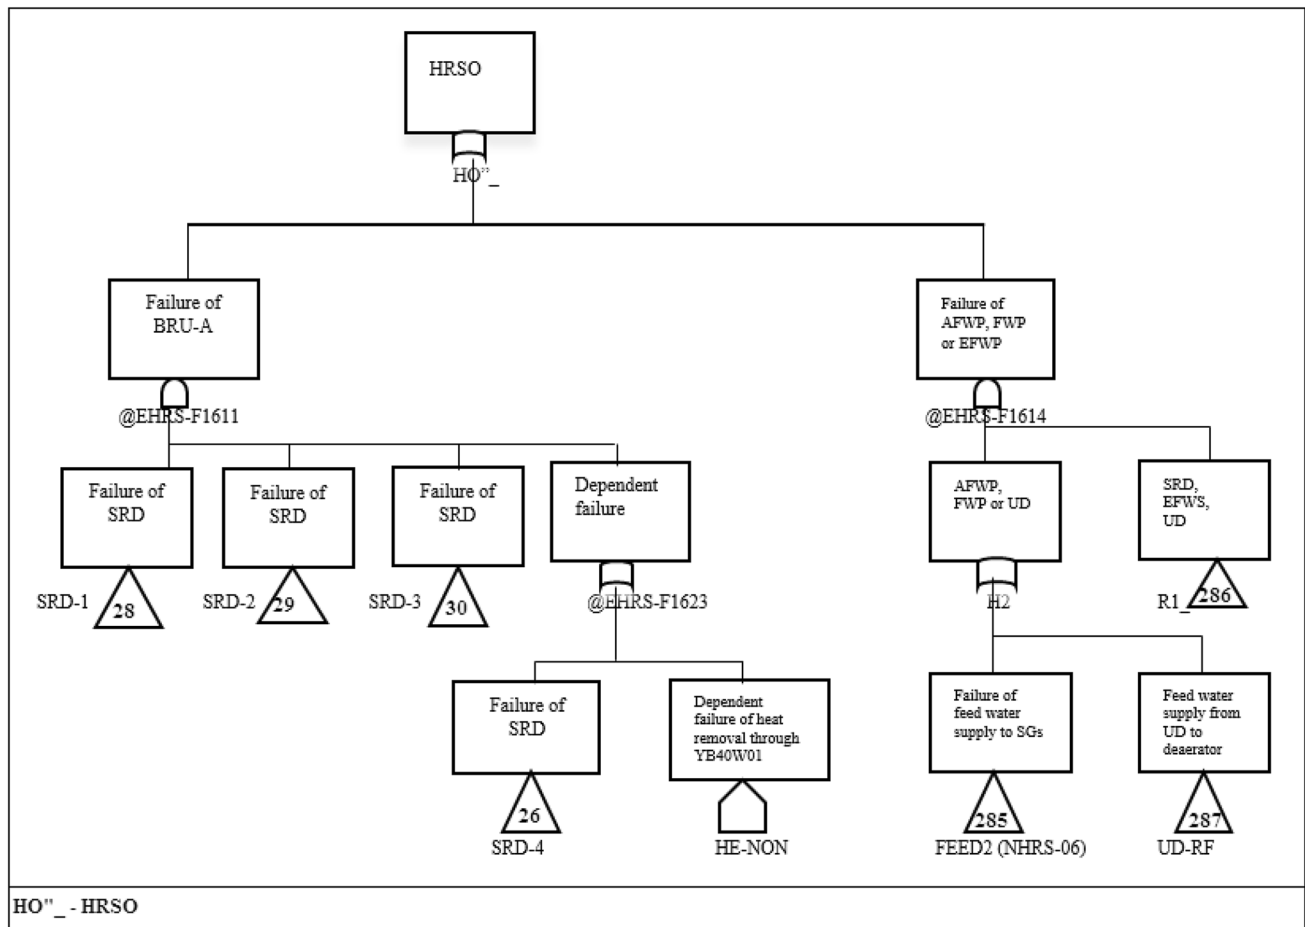 HRSO
HO”_
Failure of
BRU-A
@EHRS-F1611
Failure of
AFWP, FWP
or EFWP
@EHRS-F1614
Failure of
SRD
SRD-1
28
Failure of
SRD
SRD-2
29
Failure of
SRD
SRD-3
30
Dependent
failure
@EHRS-F1623
AFWP,
FWP or UD
H2
SRD,
EFWS,
UD
R1_
286
Failure of
SRD
26
SRD-4
Dependent
failure of heat
removal through
YB40W01
HE-NON
Failure of
feed water
supply to SGs
285
FEED2 (NHRS-06)
Feed water
supply from
UD to
deaerator
287
UD-RF
HO"_ - HRSO